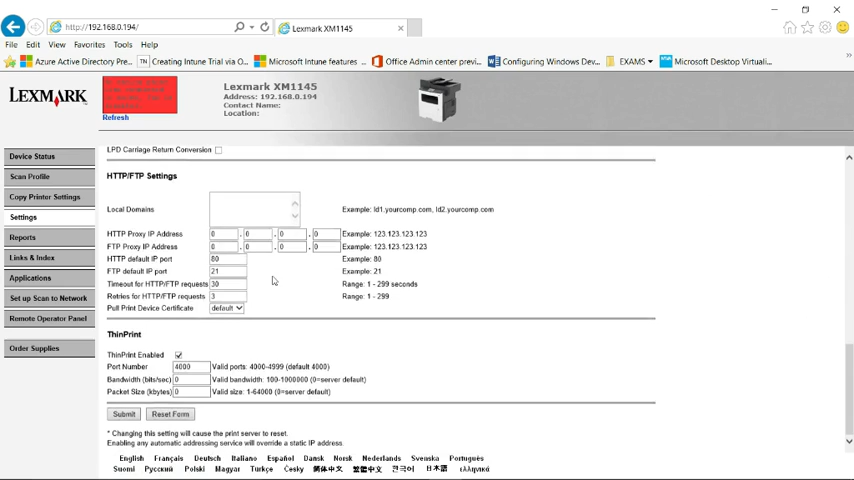 http://192.168.0.194/
Lexmark XM1145
File Edit View Favorites Tools Help
Azure Active Directory Pre... Creating Intune Trial via O... Microsoft Intune features ... Office Admin center previ... Configuring Windows Dev... EXAMS Microsoft Desktop Virtuali...
LEXMARK
Lexmark XM1145
Address: 192.168.0.194
Contact Name:
Location:
Refresh
Device Status
Scan Profile
Copy Printer Settings
Settings
Reports
Links & Index
Applications
Set up Scan to Network
Remote Operator Panel
Order Supplies
LPD Carriage Return Conversion
HTTP/FTP Settings
Local Domains Example: ld1.yourcomp.com, ld2.yourcomp.com
HTTP Proxy IP Address 0 . 0 . 0 . 0 Example: 123.123.123.123
FTP Proxy IP Address 0 . 0 . 0 . 0 Example: 123.123.123.123
HTTP default IP port 80 Example: 80
FTP default IP port 21 Example: 21
Timeout for HTTP/FTP requests 30 Range: 1 - 299 seconds
Retries for HTTP/FTP requests 3 Range: 1 - 299
Pull Print Device Certificate default
ThinPrint
ThinPrint Enabled
Port Number 4000 Valid ports: 4000-4999 (default 4000)
Bandwidth (bits/sec) 0 Valid bandwidth: 100-1000000 (0=server default)
Packet Size (kbytes) 0 Valid size: 1-64000 (0=server default)
Submit Reset Form
* Changing this setting will cause the print server to reset.
Enabling any automatic addressing service will override a static IP address.
English Français Deutsch Italiano Español Dansk Norsk Nederlands Svenska Português
Suomi Русский Polski Magyar Türkçe Česky 简体中文 繁體中文 한국어 日本語 ελληνικά